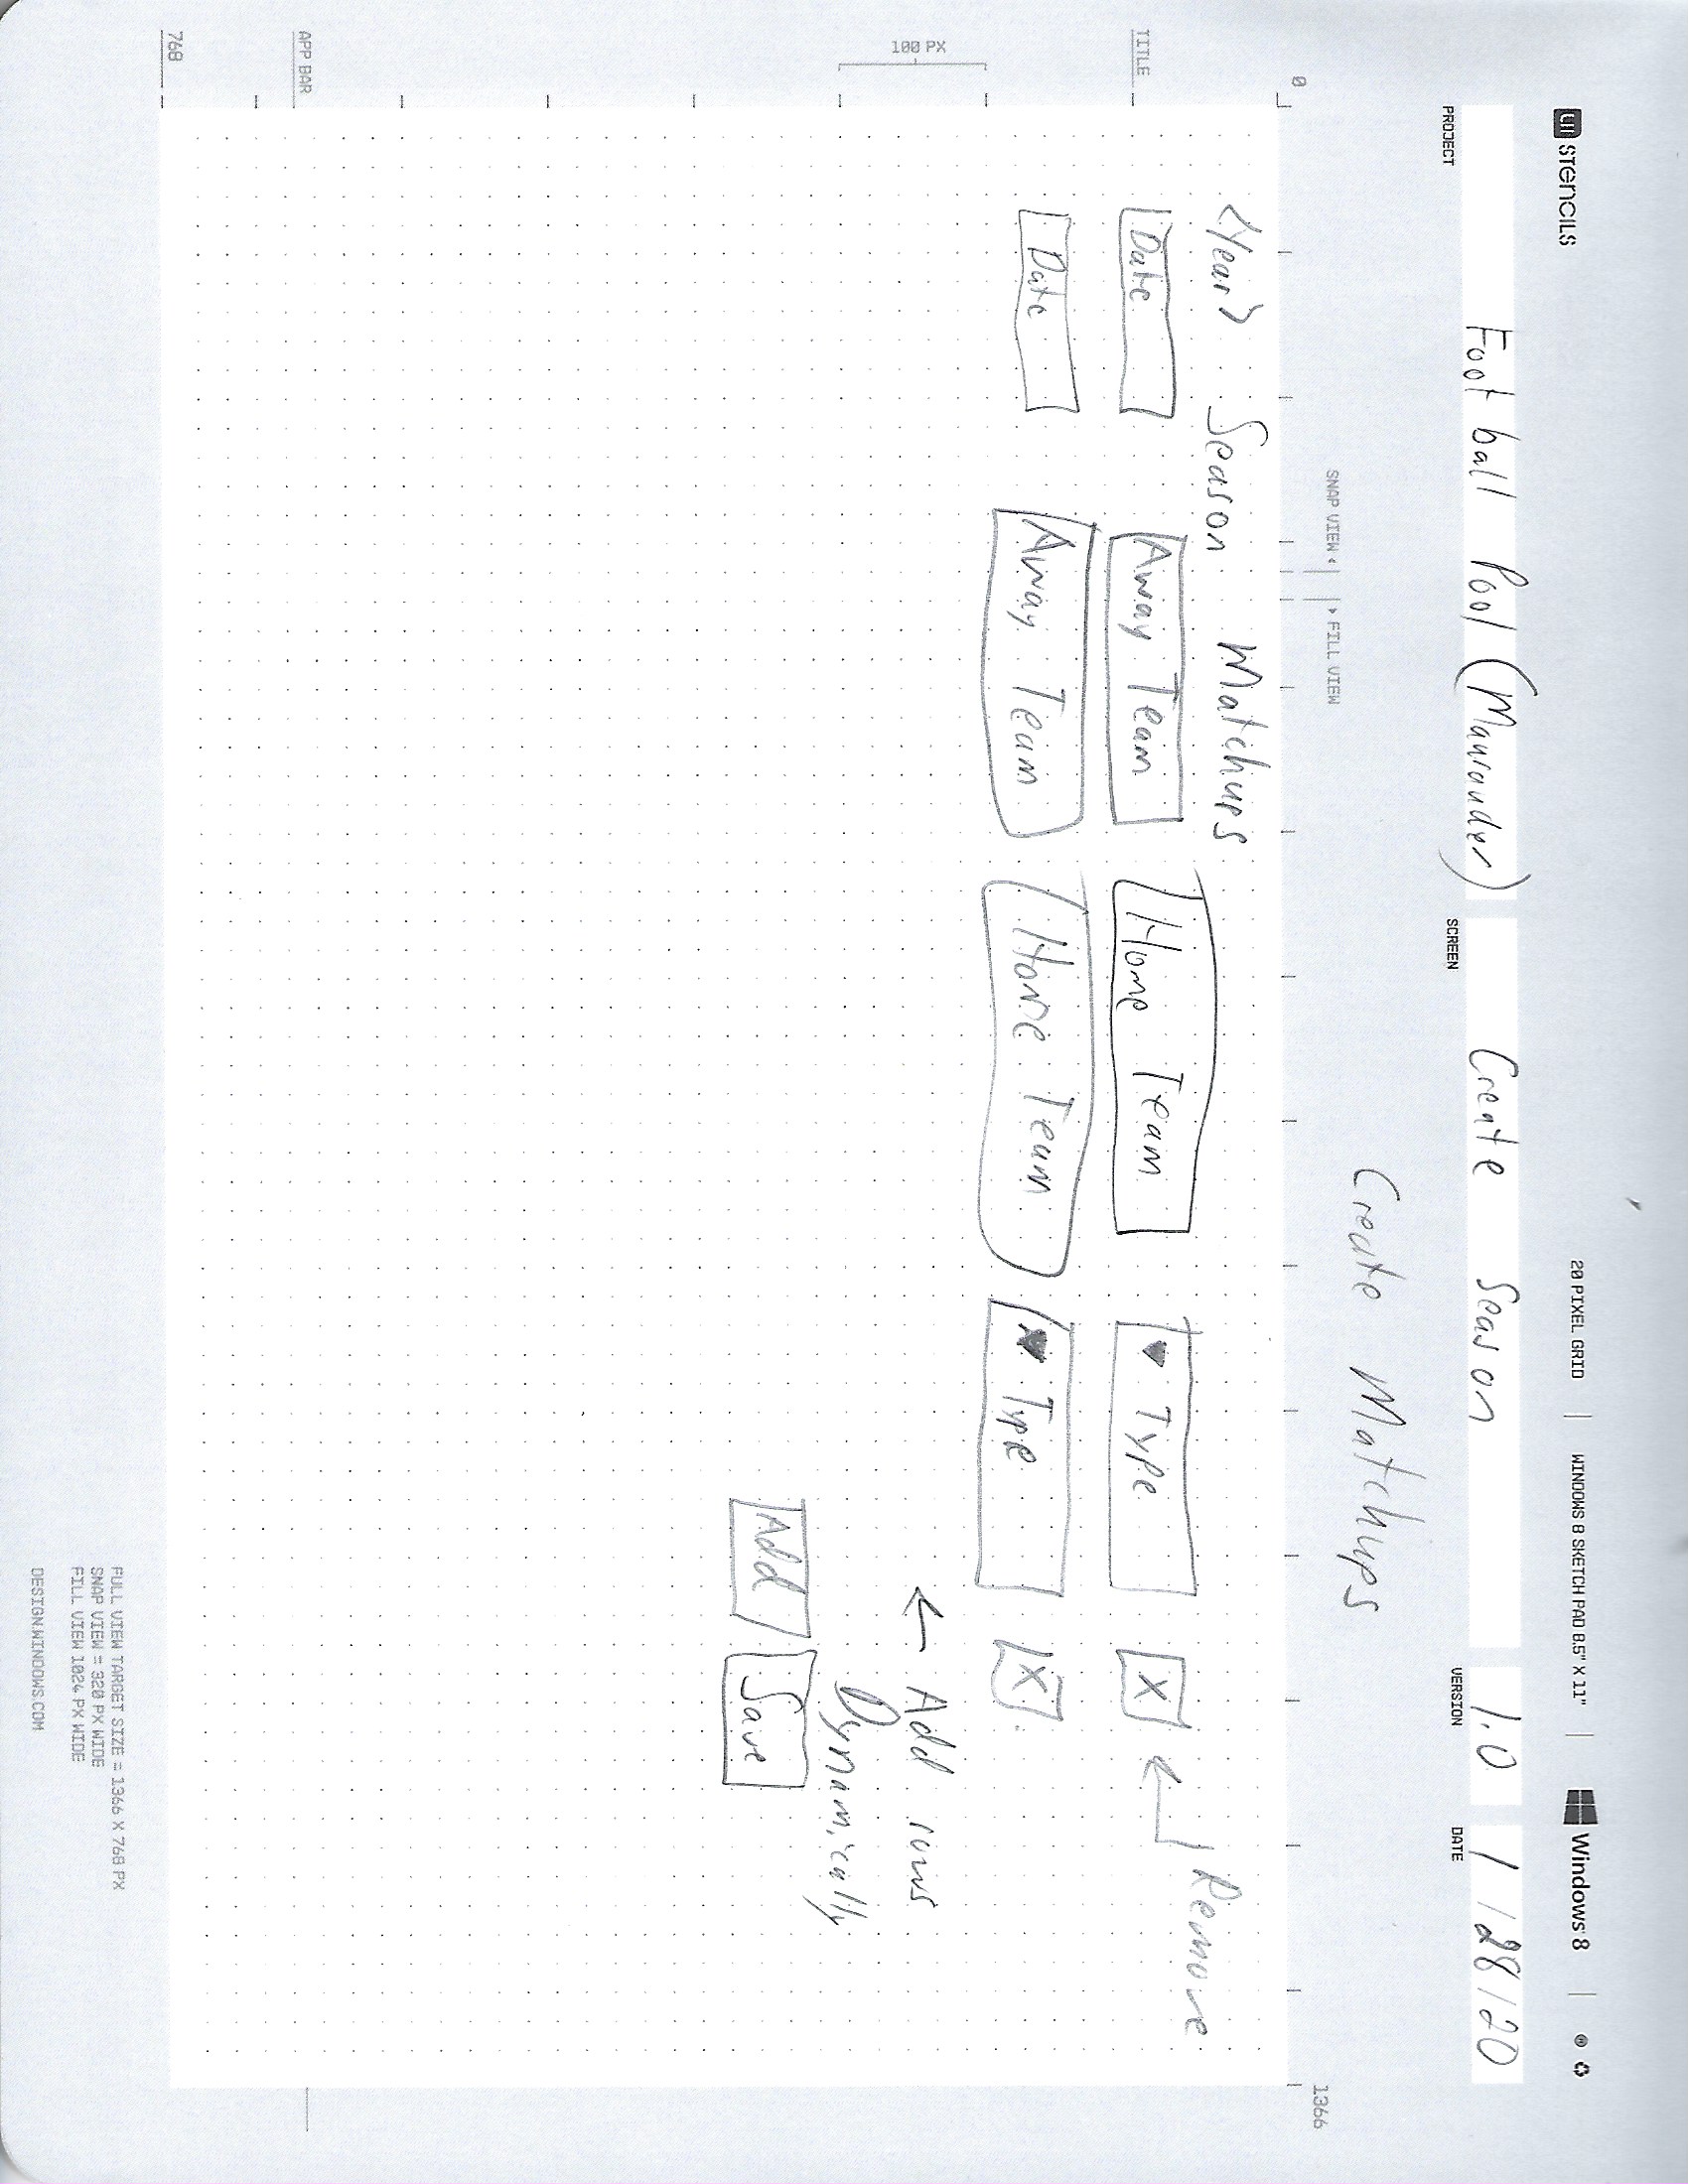 UI STENCILS
20 PIXEL GRID
WINDOWS 8 SKETCH PAD 8.5" X 11"
Windows 8
Foot ball Pool (Maurauder)
Create Season
1.0
1/28/20
PROJECT
SCREEN
VERSION
DATE
Create Matchups
SNAP VIEW
FILL VIEW
0
1366
<Year> Season Matchups
Remove
TITLE
Date Away Team Home Team Type X
Date Away Team Home Team Type X
100 PX
Add rows
Dynamically
Add Save
APP BAR
768
FULL VIEW TARGET SIZE = 1366 X 768 PX
SNAP VIEW = 320 PX WIDE
FILL VIEW 1024 PX WIDE
DESIGN.WINDOWS.COM